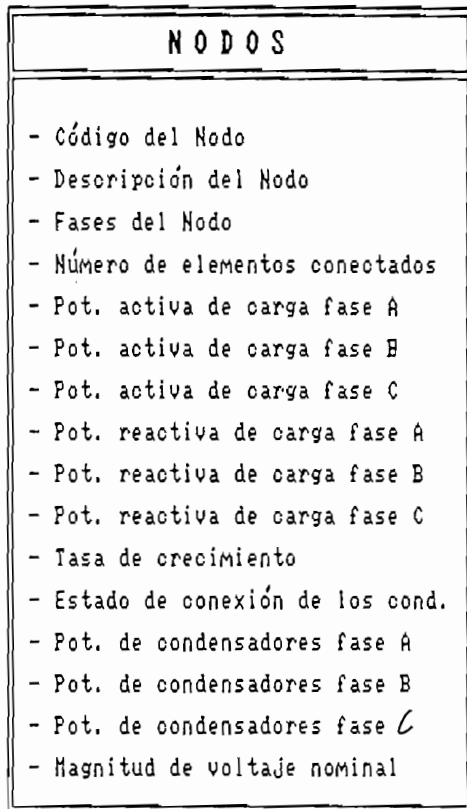 NODOS
- Código del Nodo
- Descripción del Nodo
- Fases del Nodo
- Número de elementos conectados
- Pot. activa de carga fase A
- Pot. activa de carga fase B
- Pot. activa de carga fase C
- Pot. reactiva de carga fase A
- Pot. reactiva de carga fase B
- Pot. reactiva de carga fase C
- Tasa de crecimiento
- Estado de conexión de los cond.
- Pot. de condensadores fase A
- Pot. de condensadores fase B
- Pot. de condensadores fase C
- Magnitud de voltaje nominal